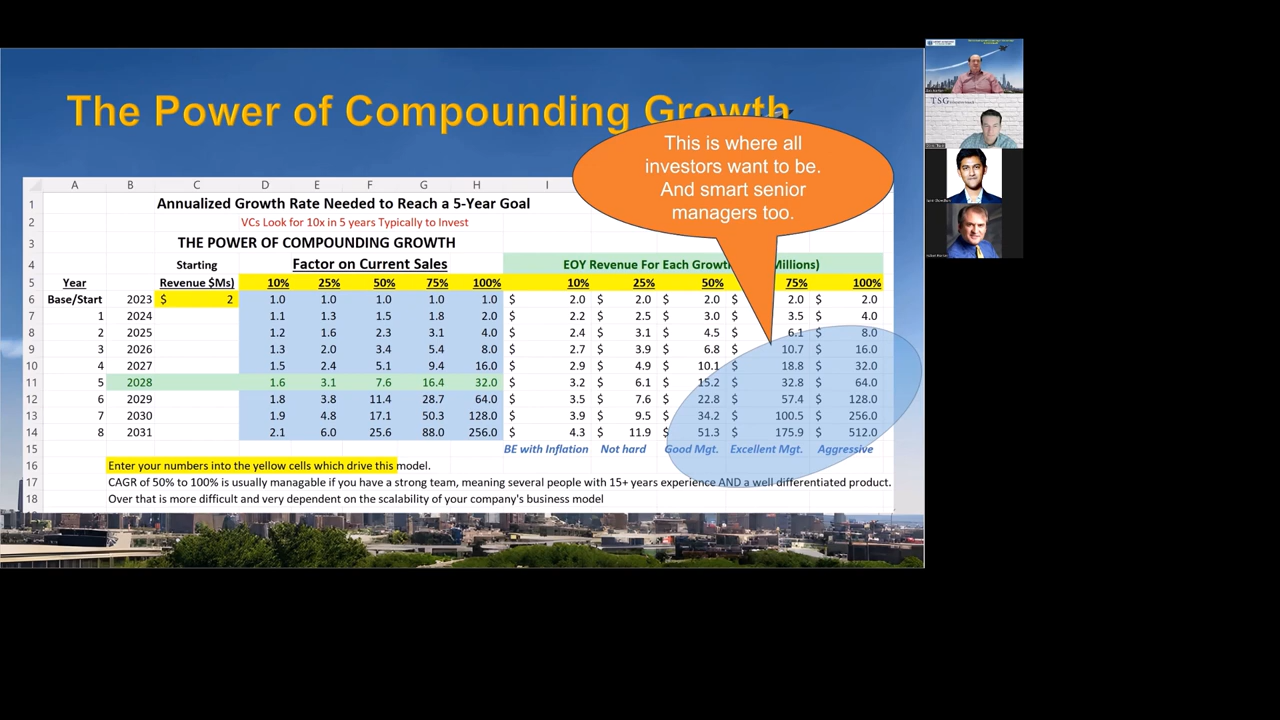 The Power of Compounding Growth
This is where all
investors want to be.
And smart senior
managers too.
A B C D E F G H I
1 Annualized Growth Rate Needed to Reach a 5-Year Goal
2 VCs Look for 10x in 5 years Typically to Invest
3 THE POWER OF COMPOUNDING GROWTH
4 Starting Factor on Current Sales EOY Revenue For Each Growth Millions)
5 Year Revenue $Ms) 10% 25% 50% 75% 100% 10% 25% 50% 75% 100%
6 Base/Start 2023 $ 2 1.0 1.0 1.0 1.0 1.0 $ 2.0 $ 2.0 $ 2.0 $ 2.0 $ 2.0
7 1 2024 1.1 1.3 1.5 1.8 2.0 $ 2.2 $ 2.5 $ 3.0 $ 3.5 $ 4.0
8 2 2025 1.2 1.6 2.3 3.1 4.0 $ 2.4 $ 3.1 $ 4.5 $ 6.1 $ 8.0
9 3 2026 1.3 2.0 3.4 5.4 8.0 $ 2.7 $ 3.9 $ 6.8 $ 10.7 $ 16.0
10 4 2027 1.5 2.4 5.1 9.4 16.0 $ 2.9 $ 4.9 $ 10.1 $ 18.8 $ 32.0
11 5 2028 1.6 3.1 7.6 16.4 32.0 $ 3.2 $ 6.1 $ 15.2 $ 32.8 $ 64.0
12 6 2029 1.8 3.8 11.4 28.7 64.0 $ 3.5 $ 7.6 $ 22.8 $ 57.4 $ 128.0
13 7 2030 1.9 4.8 17.1 50.3 128.0 $ 3.9 $ 9.5 $ 34.2 $ 100.5 $ 256.0
14 8 2031 2.1 6.0 25.6 88.0 256.0 $ 4.3 $ 11.9 $ 51.3 $ 175.9 $ 512.0
15 BE with Inflation Not hard Good Mgt. Excellent Mgt. Aggressive
16 Enter your numbers into the yellow cells which drive this model.
17 CAGR of 50% to 100% is usually managable if you have a strong team, meaning several people with 15+ years experience AND a well differentiated product.
18 Over that is more difficult and very dependent on the scalability of your company's business model
TSG